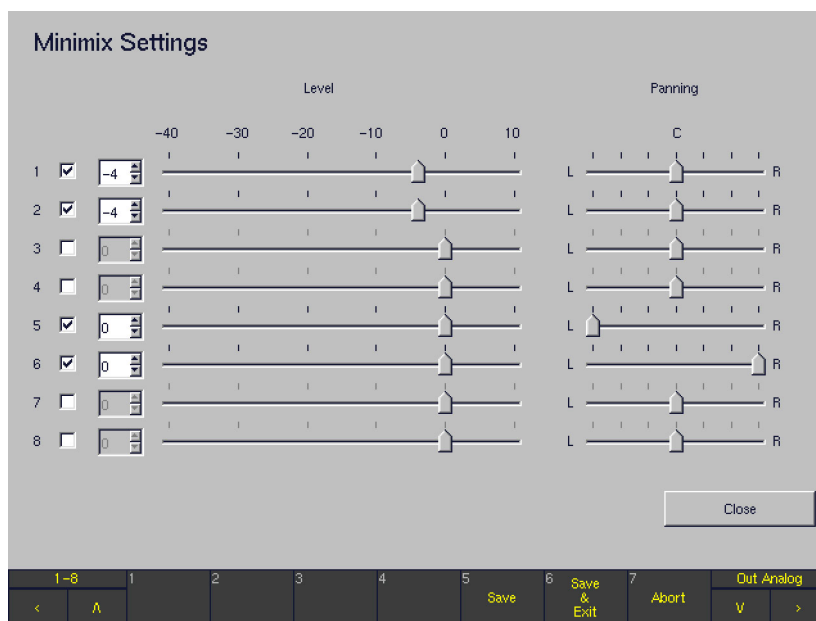 Minimix Settings
Level Panning
-40 -30 -20 -10 0 10 C
1 -4 L R
2 -4 L R
3 0 L R
4 0 L R
5 0 L R
6 0 L R
7 0 L R
8 0 L R
Close
1-8 1 2 3 4 5 Save 6 Save & Exit 7 Abort Out Analog
< Λ V >